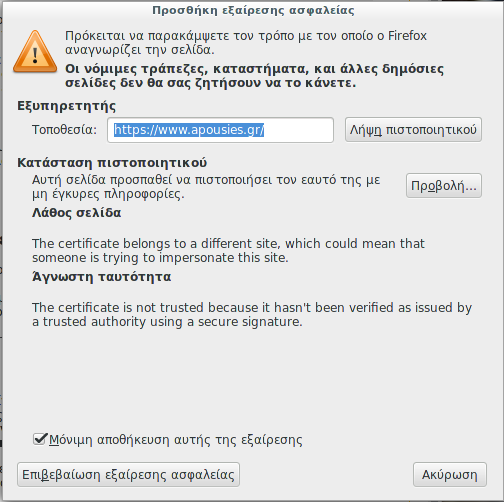 Προσθήκη εξαίρεσης ασφαλείας
Πρόκειται να παρακάμψετε τον τρόπο με τον οποίο ο Firefox
αναγνωρίζει την σελίδα.
Οι νόμιμες τράπεζες, καταστήματα, και άλλες δημόσιες
σελίδες δεν θα σας ζητήσουν να το κάνετε.
Εξυπηρετητής
Τοποθεσία: https://www.apousies.gr/ Λήψη πιστοποιητικού
Κατάσταση πιστοποιητικού
Αυτή σελίδα προσπαθεί να πιστοποιήσει τον εαυτό της με
μη έγκυρες πληροφορίες.
Προβολή...
Λάθος σελίδα
The certificate belongs to a different site, which could mean that
someone is trying to impersonate this site.
Άγνωστη ταυτότητα
The certificate is not trusted because it hasn't been verified as issued by
a trusted authority using a secure signature.
Μόνιμη αποθήκευση αυτής της εξαίρεσης
Επιβεβαίωση εξαίρεσης ασφαλείας Ακύρωση